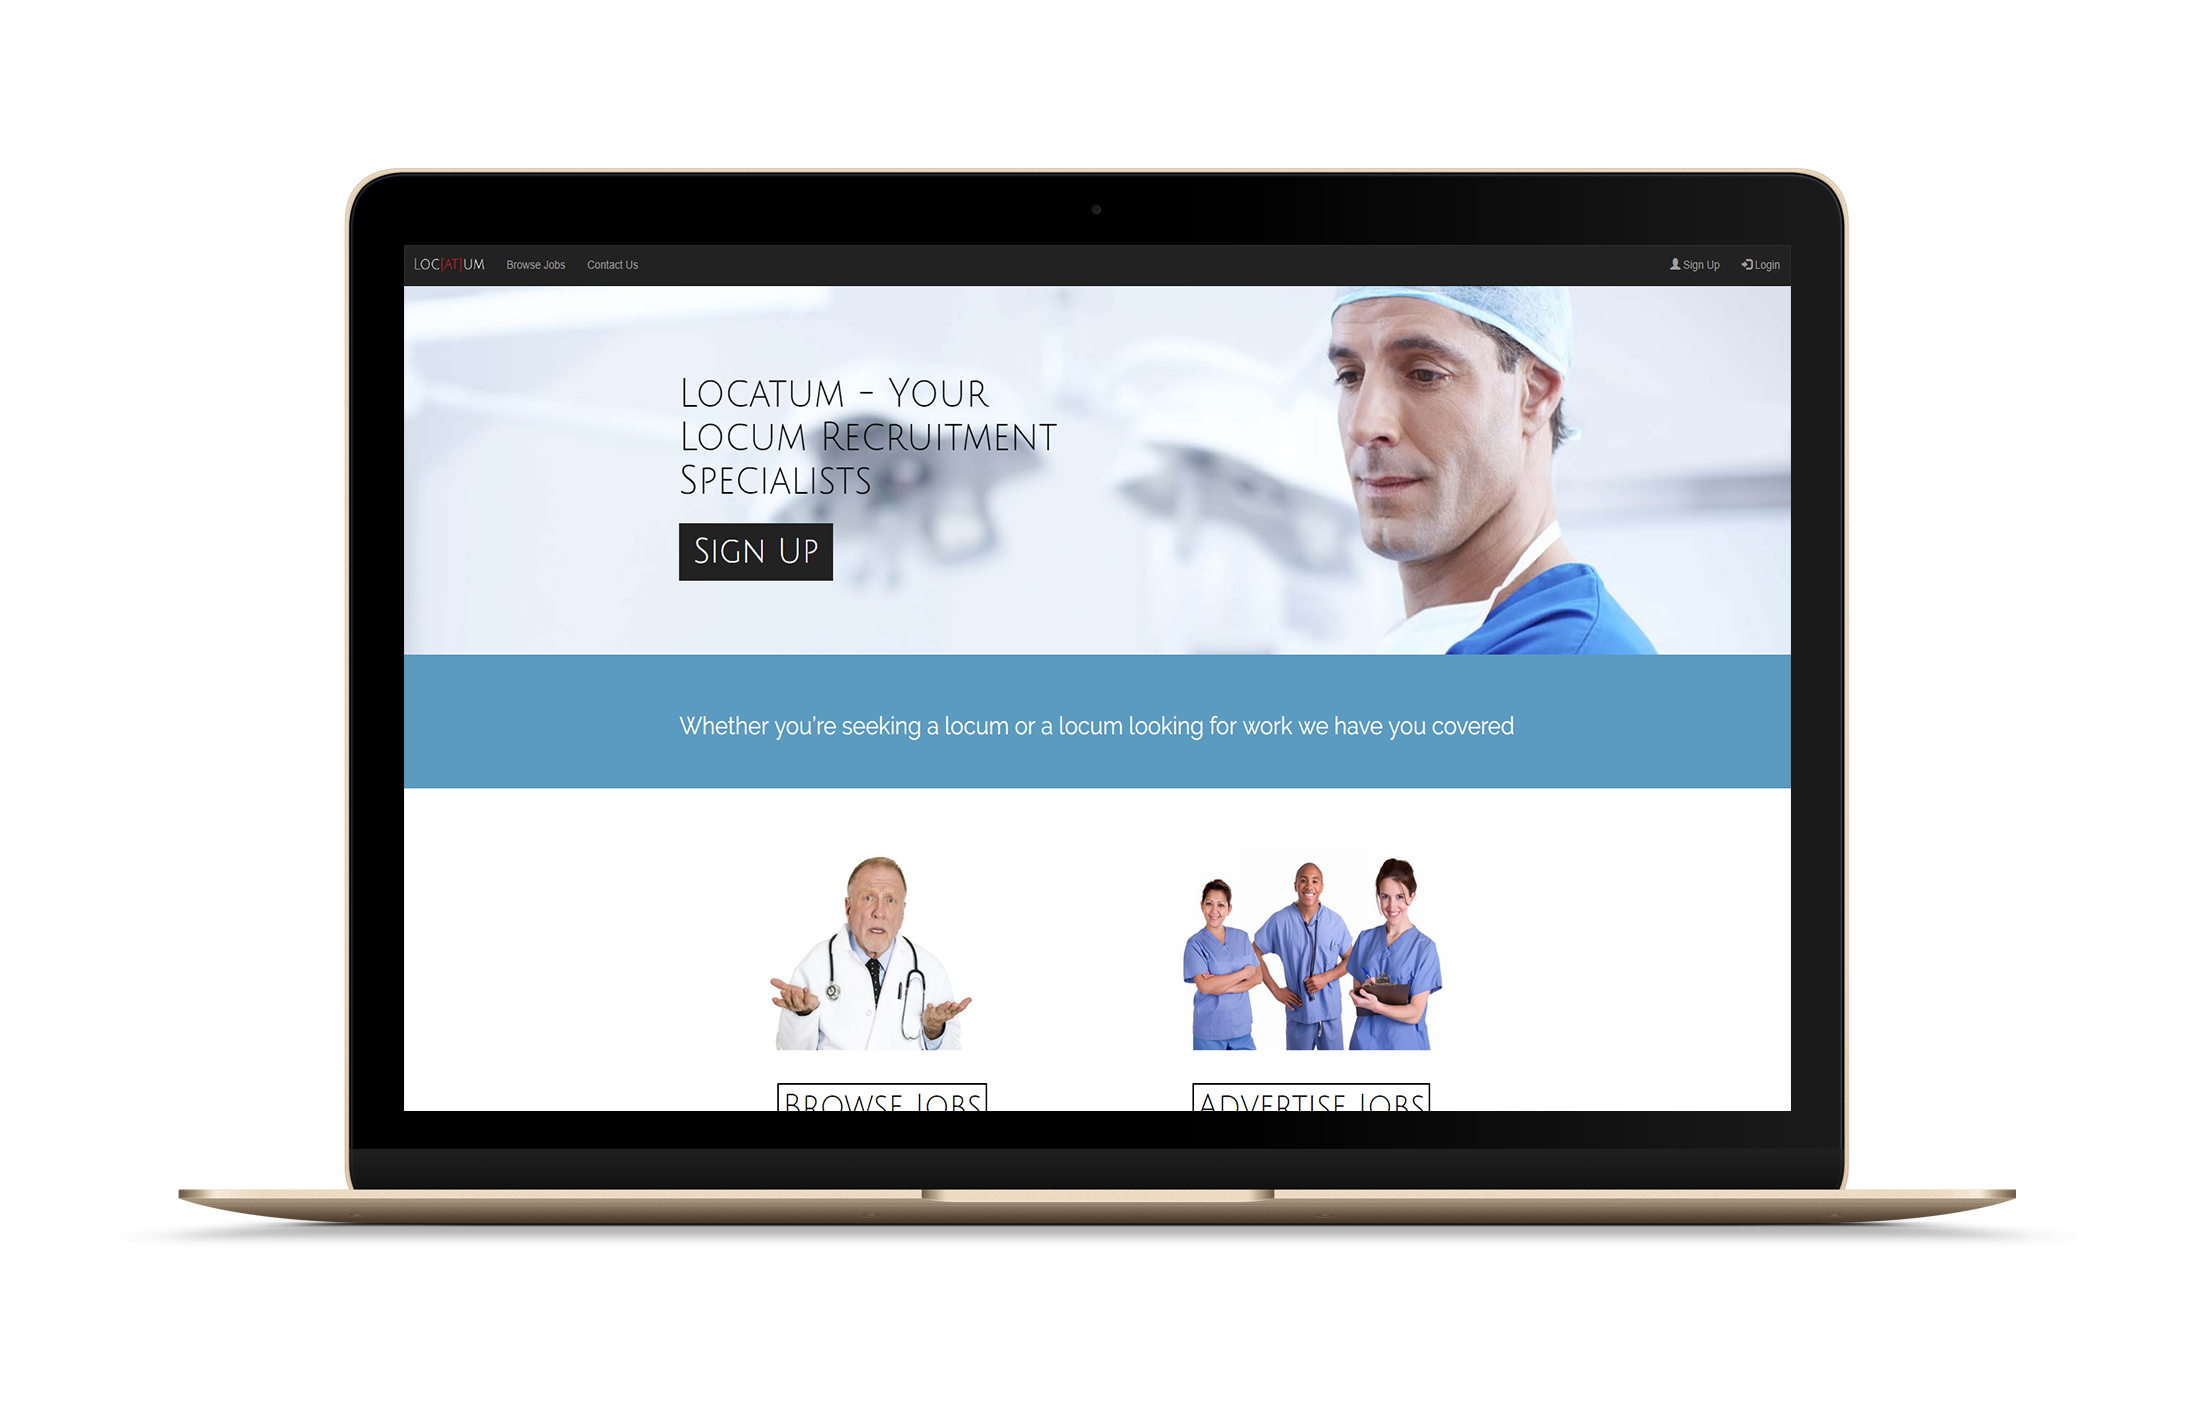 LOC[AT]UM Browse Jobs Contact Us Sign Up Login
Locatum - Your
Locum Recruitment
Specialists
Sign Up
Whether you're seeking a locum or a locum looking for work we have you covered
Browse Jobs Advertise Jobs